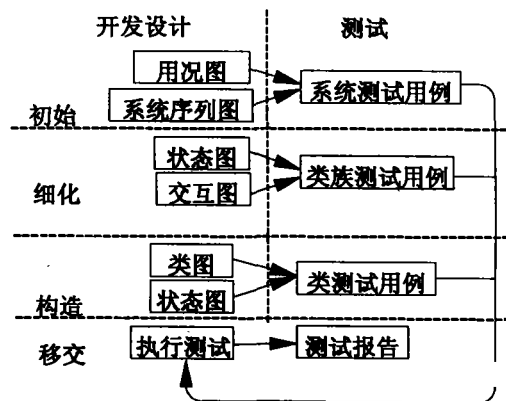 开发设计
测试
用况图
系统序列图
系统测试用例
初始
状态图
交互图
类族测试用例
细化
类图
状态图
类测试用例
构造
移交
执行测试
测试报告